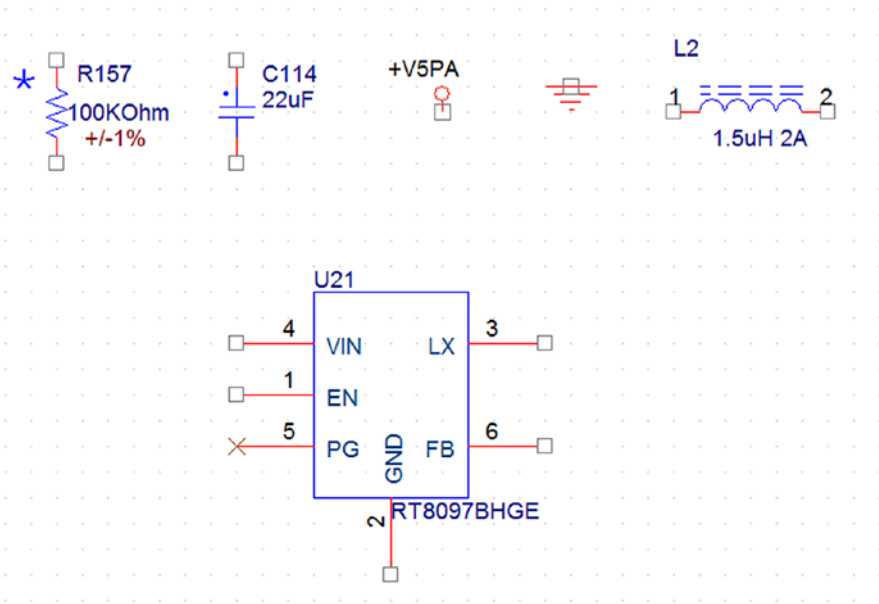 R157
100KOhm
+/-1%
C114
22uF
+V5PA
L2
1
2
1.5uH 2A
U21
4
VIN
LX
3
1
EN
5
PG
GND
FB
6
2
RT8097BHGE